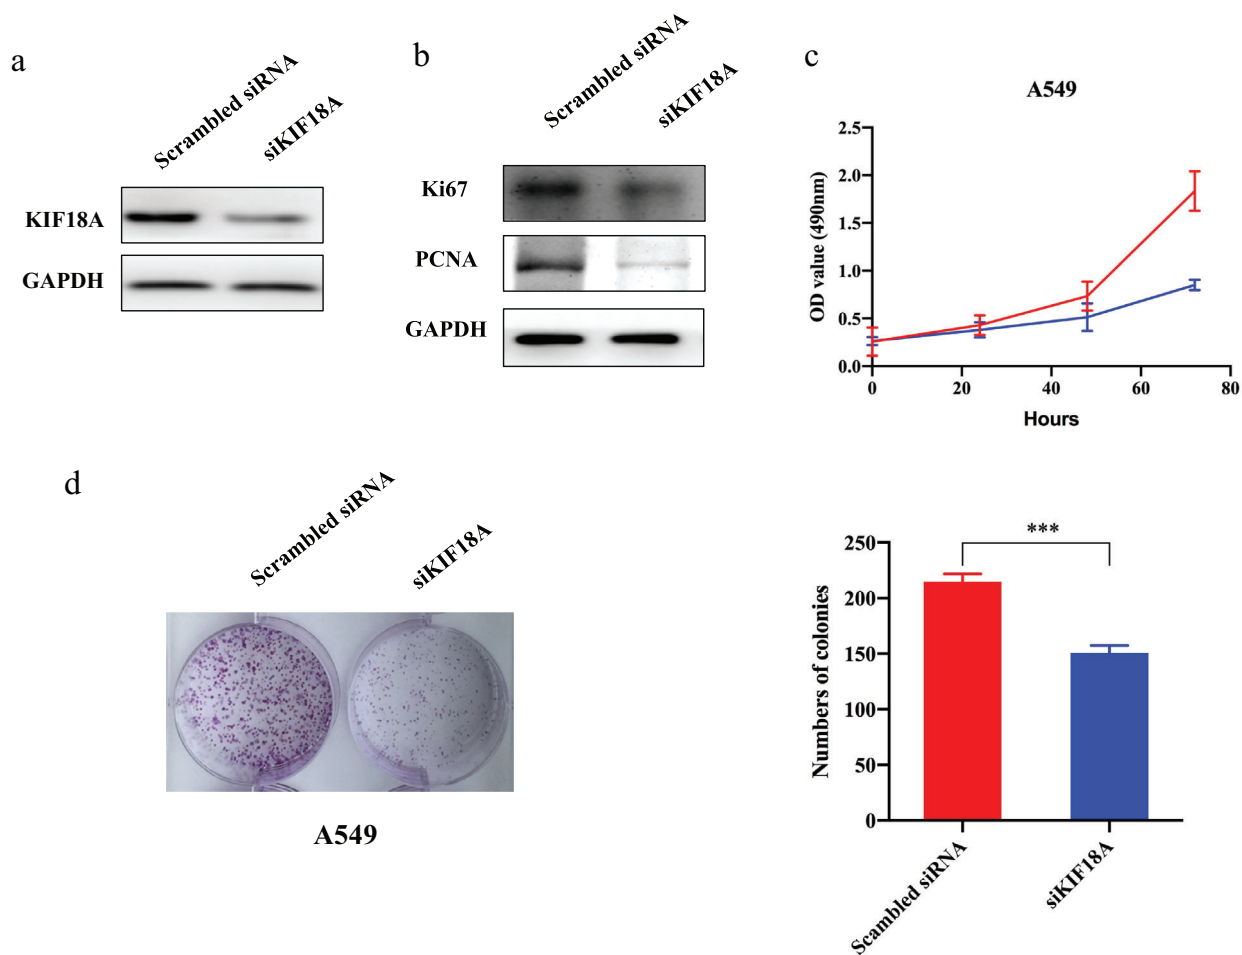 a
Scrambled siRNA
siKIF18A
KIF18A
GAPDH
b
Scrambled siRNA
siKIF18A
Ki67
PCNA
GAPDH
c
A549
2.5
2.0
1.5
1.0
0.5
0.0
OD value (490nm)
0 20 40 60 80
Hours
d
Scrambled siRNA
siKIF18A
A549
***
250
200
150
100
50
0
Numbers of colonies
Scambled siRNA
siKIF18A